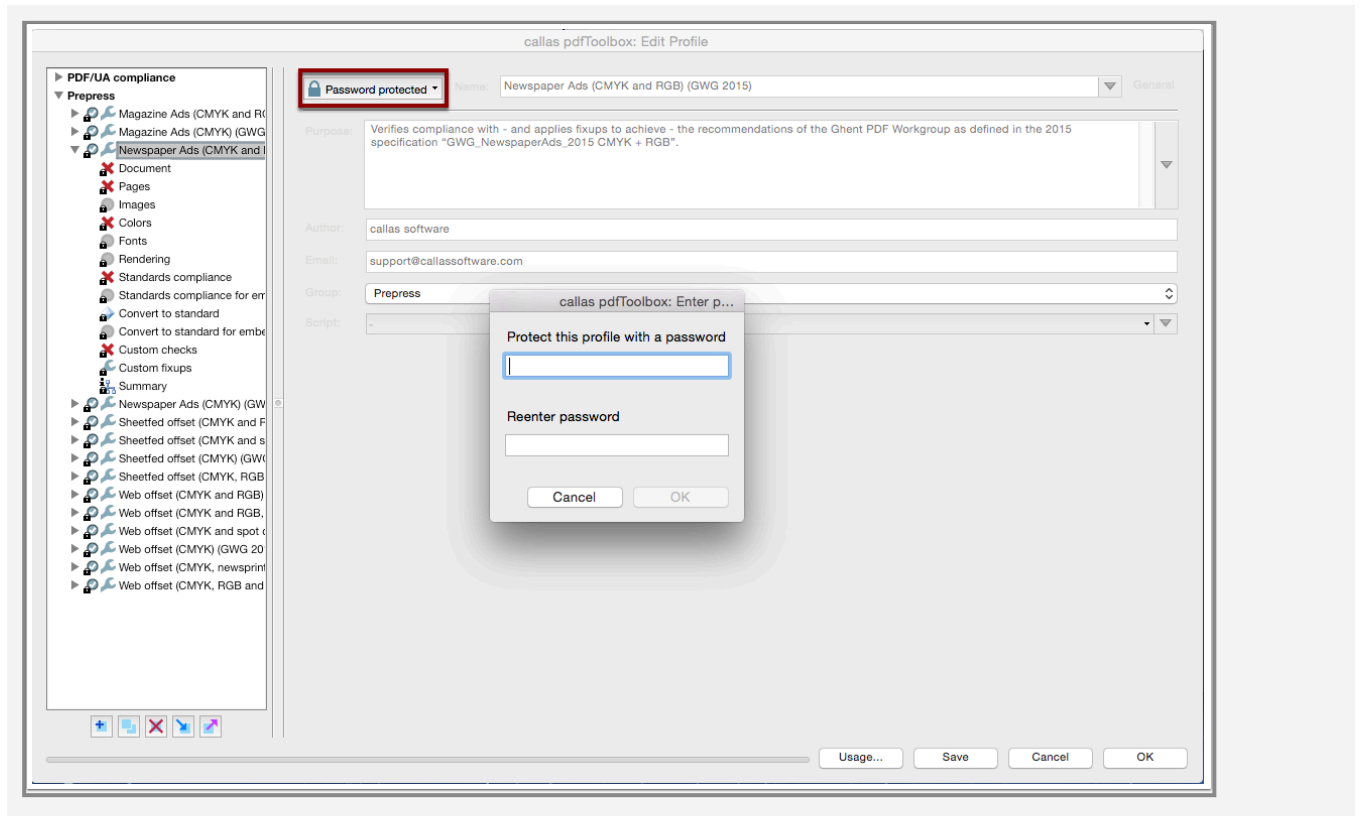 callas pdfToolbox: Edit Profile
PDF/UA compliance
Prepress
Magazine Ads (CMYK and R(
Magazine Ads (CMYK) (GWG
Newspaper Ads (CMYK and I
Document
Pages
Images
Colors
Fonts
Rendering
Standards compliance
Standards compliance for em
Convert to standard
Convert to standard for embe
Custom checks
Custom fixups
Summary
Newspaper Ads (CMYK) (GW
Sheetfed offset (CMYK and F
Sheetfed offset (CMYK and s
Sheetfed offset (CMYK) (GW(
Sheetfed offset (CMYK, RGB
Web offset (CMYK and RGB)
Web offset (CMYK and RGB,
Web offset (CMYK and spot c
Web offset (CMYK) (GWG 20
Web offset (CMYK, newsprint
Web offset (CMYK, RGB and
Password protected
Name: Newspaper Ads (CMYK and RGB) (GWG 2015)
General
Purpose: Verifies compliance with - and applies fixups to achieve - the recommendations of the Ghent PDF Workgroup as defined in the 2015
specification "GWG_NewspaperAds_2015 CMYK + RGB".
Author: callas software
Email: support@callassoftware.com
Group: Prepress
Script: -
callas pdfToolbox: Enter p...
Protect this profile with a password
Reenter password
Cancel OK
Usage... Save Cancel OK